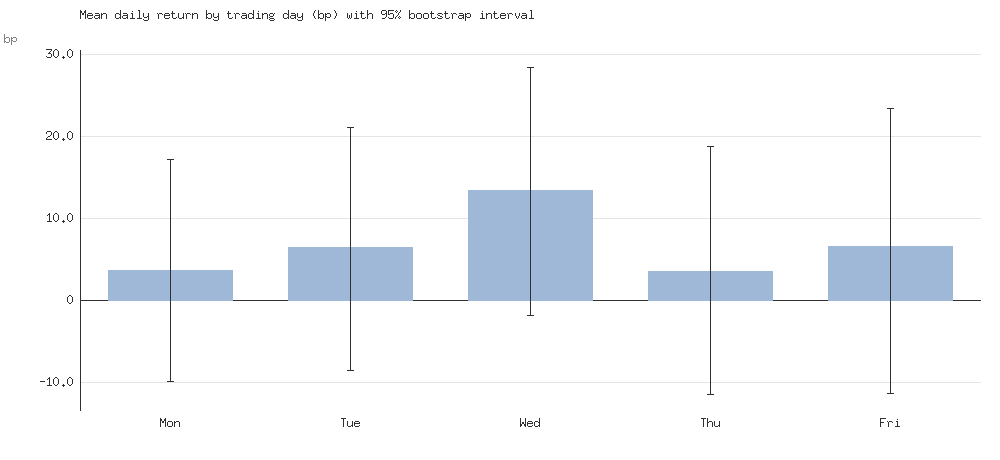 Mean daily return by trading day (bp) with 95% bootstrap interval
bp
30.0
20.0
10.0
0
-10.0
Mon Tue Wed Thu Fri